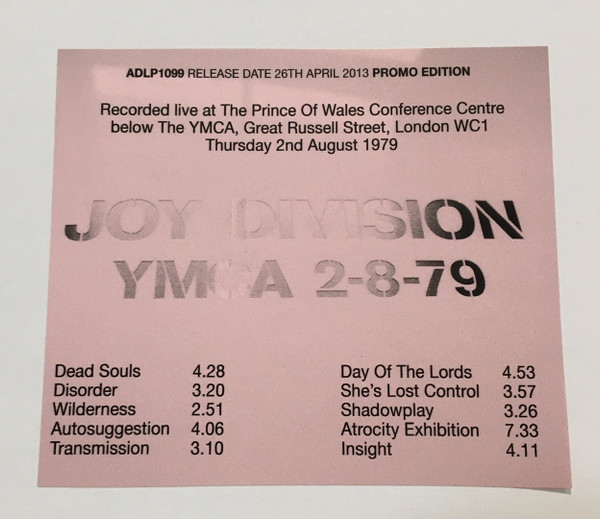 ADLP1099 RELEASE DATE 26TH APRIL 2013 PROMO EDITION
Recorded live at The Prince Of Wales Conference Centre
below The YMCA, Great Russell Street, London WC1
Thursday 2nd August 1979
JOY DIVISION
YMCA 2-8-79
Dead Souls 4.28
Disorder 3.20
Wilderness 2.51
Autosuggestion 4.06
Transmission 3.10
Day Of The Lords 4.53
She's Lost Control 3.57
Shadowplay 3.26
Atrocity Exhibition 7.33
Insight 4.11